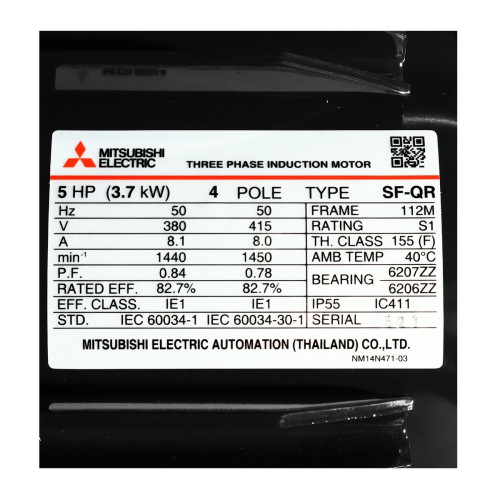 MITSUBISHI
ELECTRIC
THREE PHASE INDUCTION MOTOR
5 HP (3.7 kW) 4 POLE TYPE SF-QR
Hz 50 50 FRAME 112M
V 380 415 RATING S1
A 8.1 8.0 TH. CLASS 155 (F)
min-1 1440 1450 AMB TEMP 40°C
P.F. 0.84 0.78 BEARING 6207ZZ
RATED EFF. 82.7% 82.7% 6206ZZ
EFF. CLASS. IE1 IE1 IP55 IC411
STD. IEC 60034-1 IEC 60034-30-1 SERIAL
MITSUBISHI ELECTRIC AUTOMATION (THAILAND) CO.,LTD.
NM14N471-03